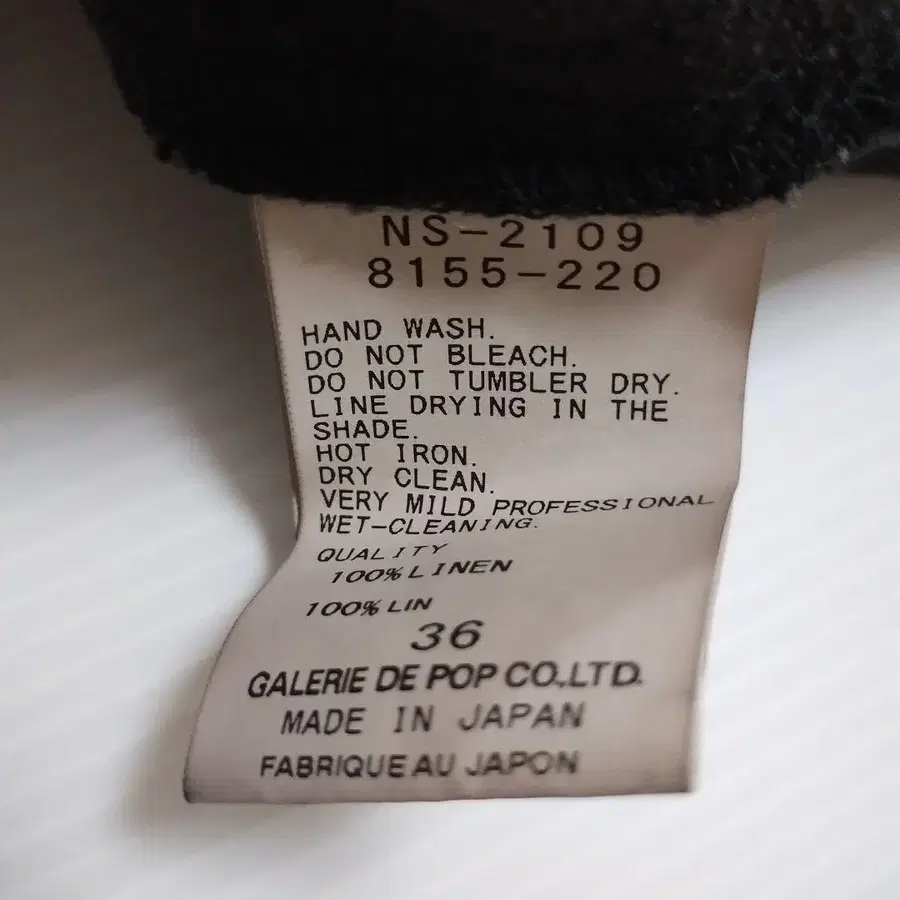 NS-2109
8155-220
HAND WASH.
DO NOT BLEACH.
DO NOT TUMBLER DRY.
LINE DRYING IN THE
SHADE.
HOT IRON.
DRY CLEAN.
VERY MILD PROFESSIONAL
WET-CLEANING.
QUALITY
100% LINEN
100% LIN
36
GALERIE DE POP CO.,LTD.
MADE IN JAPAN
FABRIQUE AU JAPON